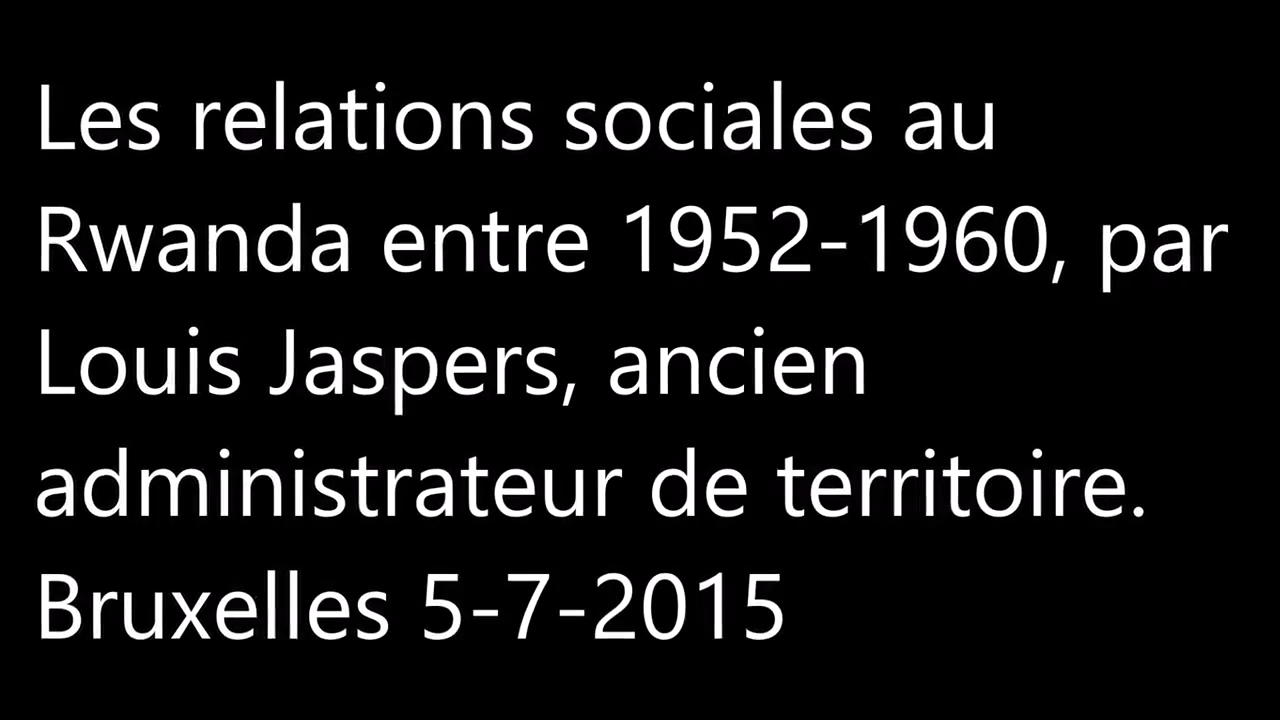 Les relations sociales au
Rwanda entre 1952-1960, par
Louis Jaspers, ancien
administrateur de territoire.
Bruxelles 5-7-2015